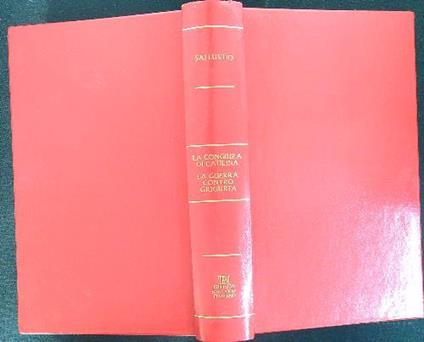 SALLUSTIO
LA CONGIURA
DI CATILINA
LA GUERRA
CONTRO
GIUGURTA